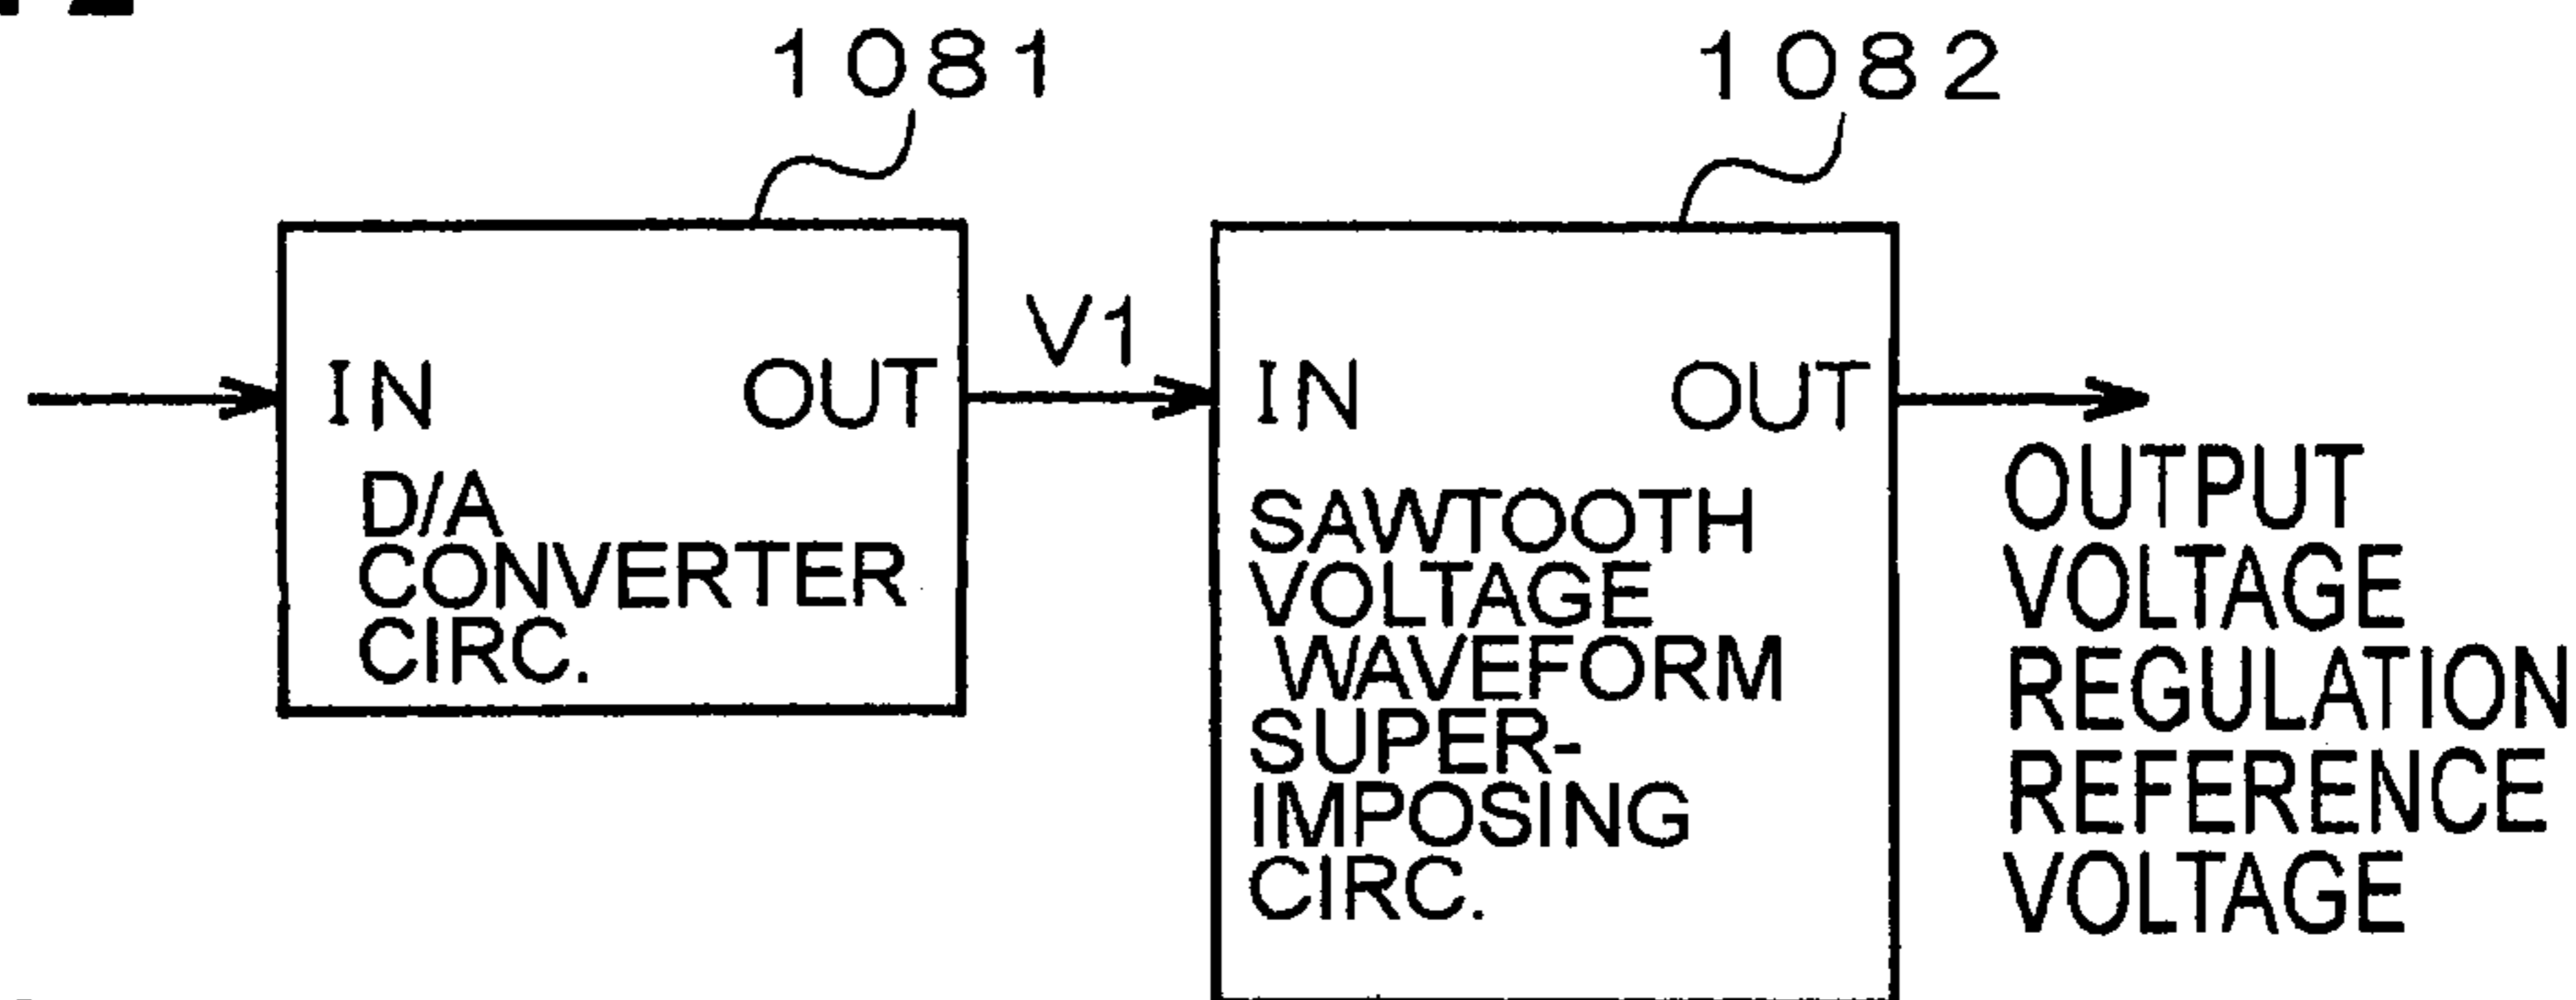 1081
1082
V1
IN OUT
D/A
CONVERTER
CIRC.
IN OUT
SAWTOOTH
VOLTAGE
WAVEFORM
SUPER-
IMPOSING
CIRC.
OUTPUT
VOLTAGE
REGULATION
REFERENCE
VOLTAGE